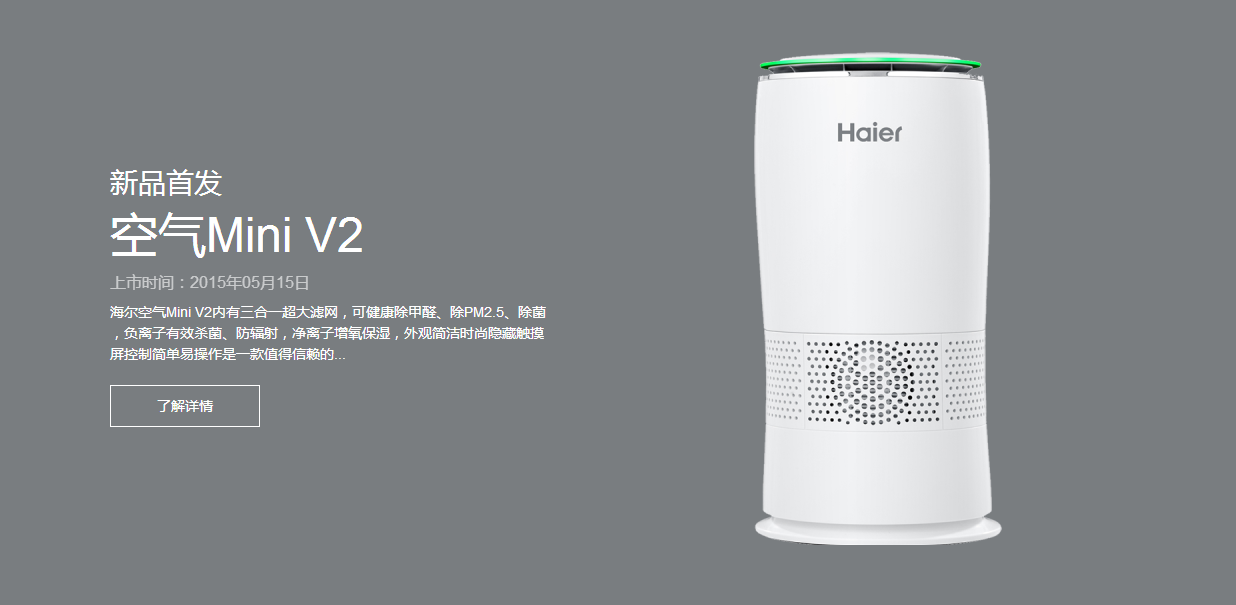 新品首发
空气Mini V2
上市时间：2015年05月15日
海尔空气Mini V2内有三合一超大滤网，可健康除甲醛、除PM2.5、除菌
，负离子有效杀菌、防辐射，净离子增氧保湿，外观简洁时尚隐藏触摸
屏控制简单易操作是一款值得信赖的...
了解详情
Haier